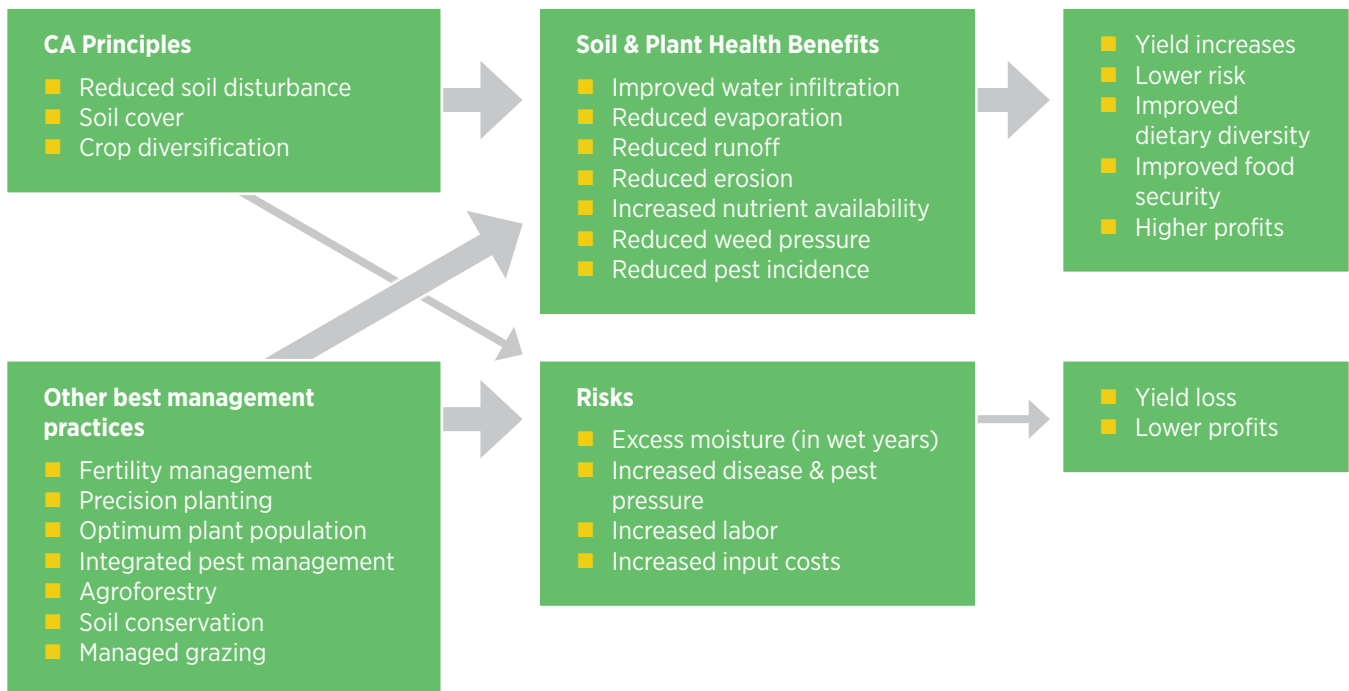 CA Principles
Reduced soil disturbance
Soil cover
Crop diversification
Soil & Plant Health Benefits
Improved water infiltration
Reduced evaporation
Reduced runoff
Reduced erosion
Increased nutrient availability
Reduced weed pressure
Reduced pest incidence
Yield increases
Lower risk
Improved
dietary diversity
Improved food
security
Higher profits
Other best management
practices
Fertility management
Precision planting
Optimum plant population
Integrated pest management
Agroforestry
Soil conservation
Managed grazing
Risks
Excess moisture (in wet years)
Increased disease & pest
pressure
Increased labor
Increased input costs
Yield loss
Lower profits